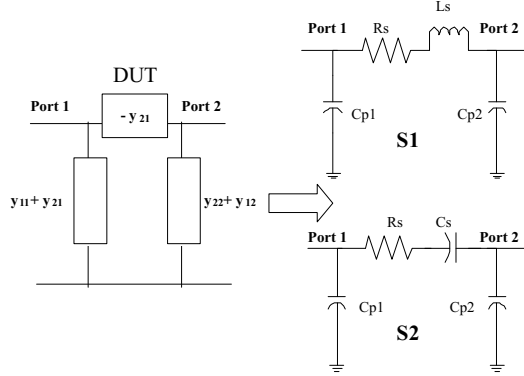 DUT
Port 1
Port 2
- y 21
y11+ y21
y22+ y12
Port 1
Rs
Ls
Port 2
Cp1
Cp2
S1
Port 1
Rs
Cs
Port 2
Cp1
Cp2
S2